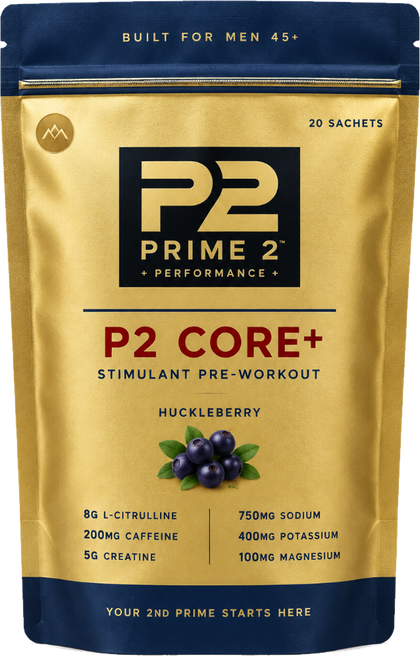 BUILT FOR MEN 45+
20 SACHETS
P2
PRIME 2™
+ PERFORMANCE +
P2 CORE+
STIMULANT PRE-WORKOUT
HUCKLEBERRY
8G L-CITRULLINE
200MG CAFFEINE
5G CREATINE
750MG SODIUM
400MG POTASSIUM
100MG MAGNESIUM
YOUR 2ND PRIME STARTS HERE